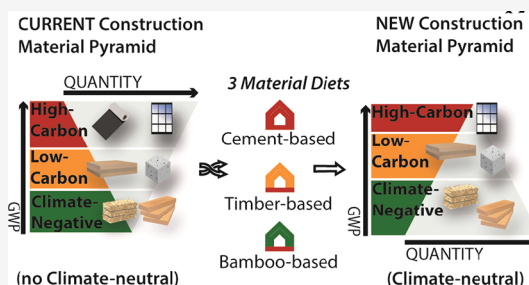 CURRENT Construction
Material Pyramid
QUANTITY
High-
Carbon
Low-
Carbon
Climate-
Negative
GWP
(no Climate-neutral)
3 Material Diets
Cement-based
Timber-based
Bamboo-based
NEW Construction
Material Pyramid
High-Carbon
Low-
Carbon
Climate-
Negative
GWP
QUANTITY
(Climate-neutral)